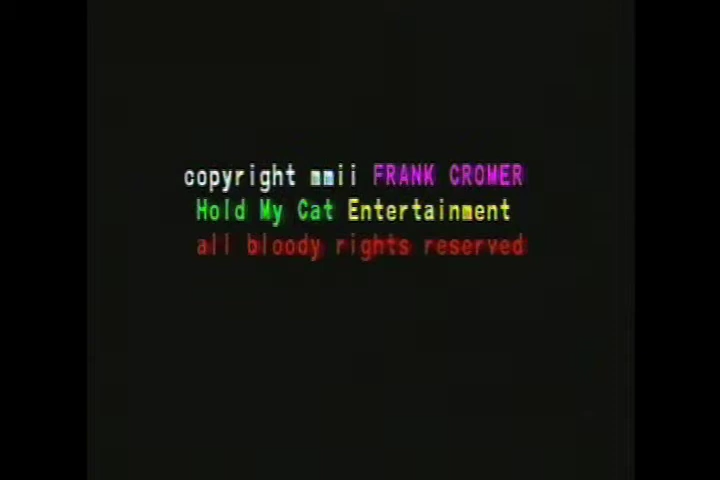 copyright mmii FRANK CROMER
Hold My Cat Entertainment
all bloody rights reserved